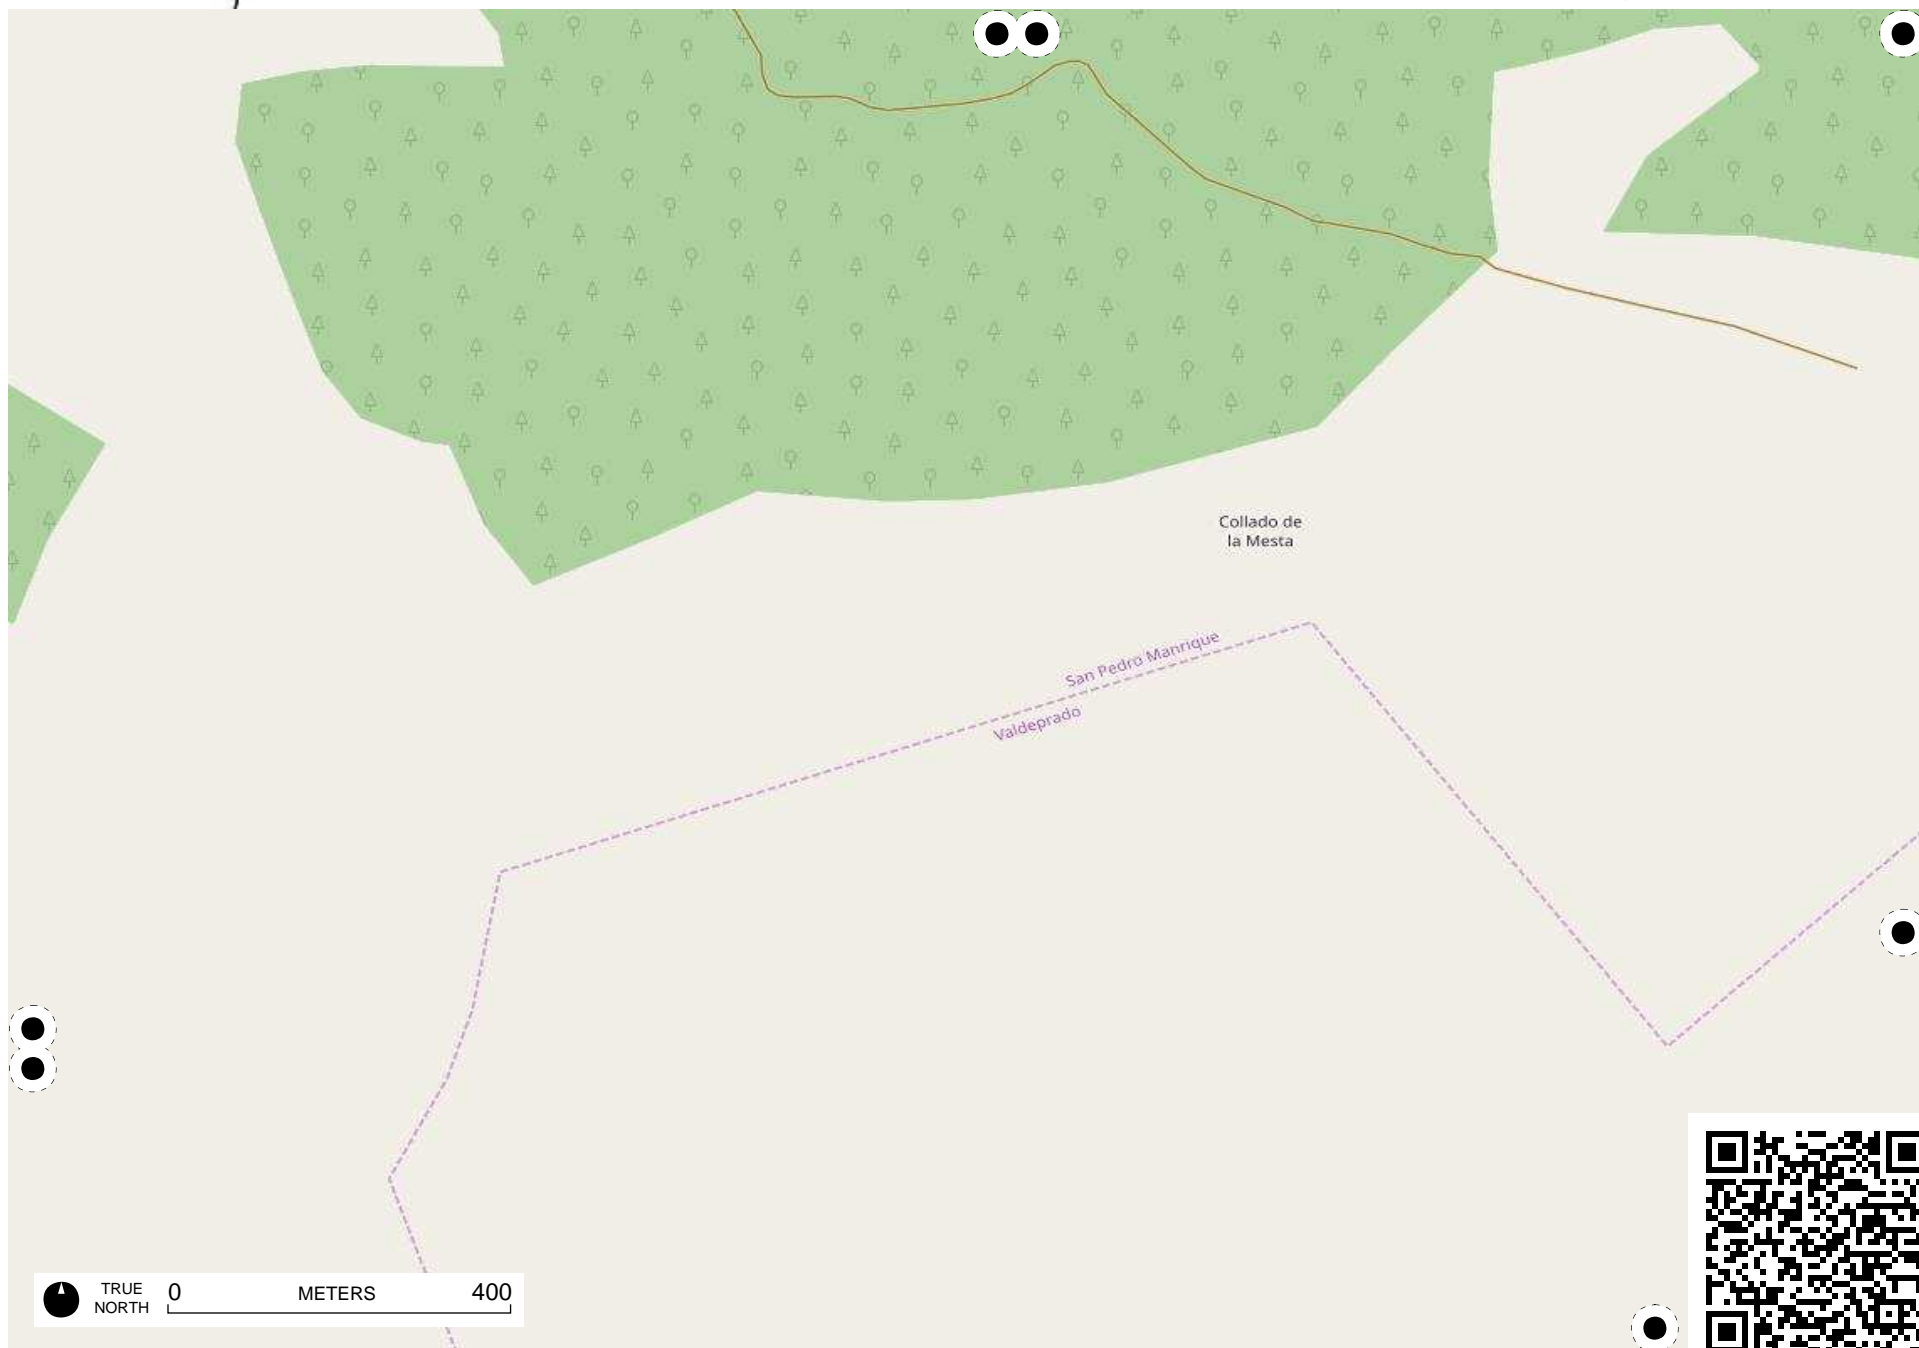 Collado de
la Mesta
San Pedro Manrique
Valdeprado
TRUE
NORTH
0 METERS 400